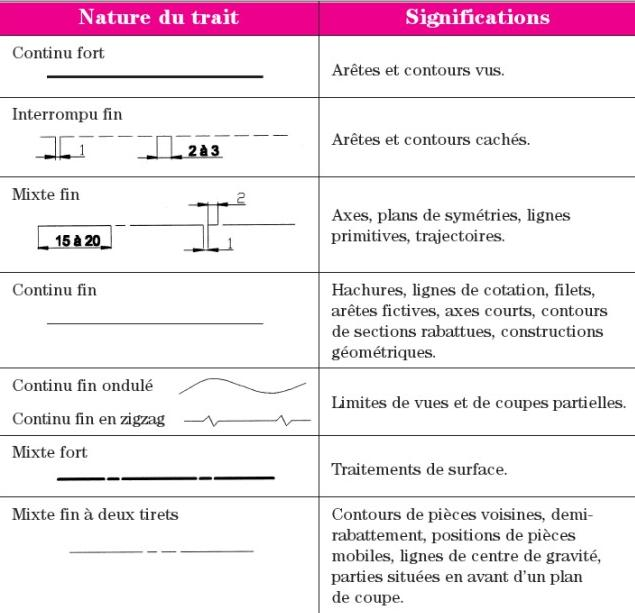 Nature du trait
Significations
Continu fort
Arêtes et contours vus.
Interrompu fin
1
2 à 3
Arêtes et contours cachés.
Mixte fin
2
15 à 20
1
Axes, plans de symétries, lignes
primitives, trajectoires.
Continu fin
Hachures, lignes de cotation, filets,
arêtes fictives, axes courts, contours
de sections rabattues, constructions
géométriques.
Continu fin ondulé
Continu fin en zigzag
Limites de vues et de coupes partielles.
Mixte fort
Traitements de surface.
Mixte fin à deux tirets
Contours de pièces voisines, demi-
rabattement, positions de pièces
mobiles, lignes de centre de gravité,
parties situées en avant d'un plan
de coupe.